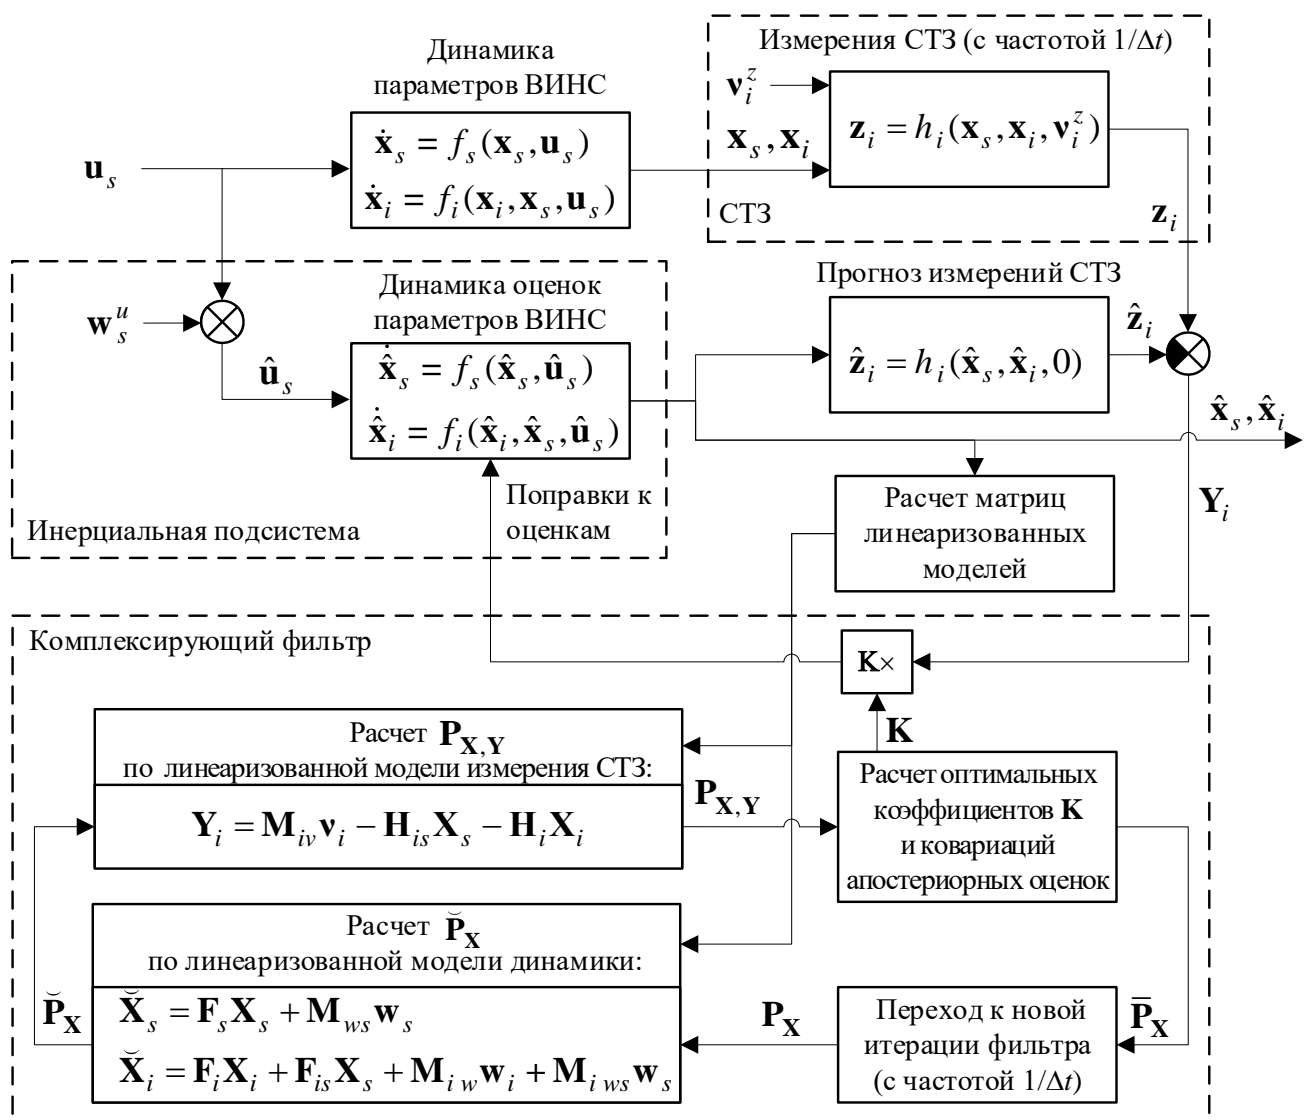 Динамика
параметров ВИНС
Измерения СТЗ (с частотой 1/Δt)
u_s
ẋ_s = f_s(x_s, u_s)
ẋ_i = f_i(x_i, x_s, u_s)
ν_i^z
x_s, x_i
z_i = h_i(x_s, x_i, ν_i^z)
СТЗ
z_i
Динамика оценок
параметров ВИНС
w_s^u
û_s
x̂̇_s = f_s(x̂_s, û_s)
x̂̇_i = f_i(x̂_i, x̂_s, û_s)
Прогноз измерений СТЗ
ẑ_i = h_i(x̂_s, x̂_i, 0)
ẑ_i
x̂_s, x̂_i
Поправки к
оценкам
Инерциальная подсистема
Расчет матриц
линеаризованных
моделей
Y_i
Комплексирующий фильтр
K×
K
Расчет P_X,Y
по линеаризованной модели измерения СТЗ:
Y_i = M_iv ν_i − H_is X_s − H_i X_i
P_X,Y
Расчет оптимальных
коэффициентов K
и ковариаций
апостериорных оценок
Расчет P̆_X
по линеаризованной модели динамики:
X̆_s = F_s X_s + M_ws w_s
X̆_i = F_i X_i + F_is X_s + M_i w w_i + M_i ws w_s
P̆_X
P_X
Переход к новой
итерации фильтра
(с частотой 1/Δt)
P̅_X